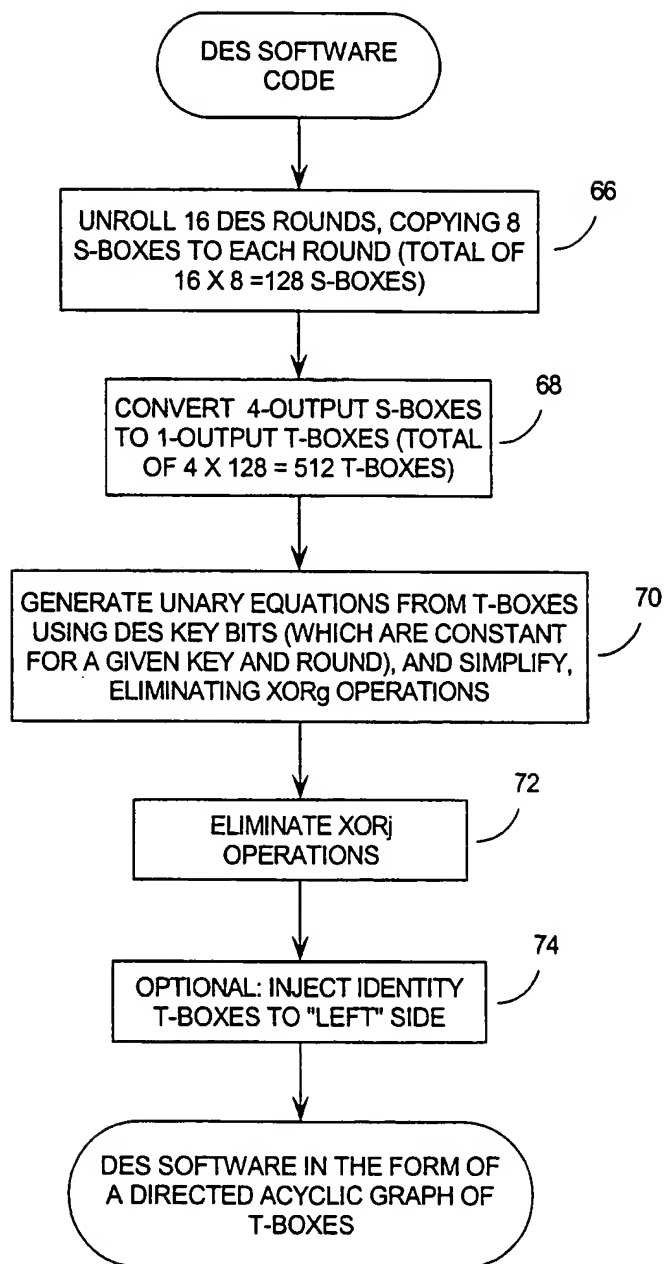 DES SOFTWARE
CODE
66
UNROLL 16 DES ROUNDS, COPYING 8
S-BOXES TO EACH ROUND (TOTAL OF
16 X 8 =128 S-BOXES)
68
CONVERT 4-OUTPUT S-BOXES
TO 1-OUTPUT T-BOXES (TOTAL
OF 4 X 128 = 512 T-BOXES)
70
GENERATE UNARY EQUATIONS FROM T-BOXES
USING DES KEY BITS (WHICH ARE CONSTANT
FOR A GIVEN KEY AND ROUND), AND SIMPLIFY,
ELIMINATING XORg OPERATIONS
72
ELIMINATE XORj
OPERATIONS
74
OPTIONAL: INJECT IDENTITY
T-BOXES TO "LEFT" SIDE
DES SOFTWARE IN THE FORM OF
A DIRECTED ACYCLIC GRAPH OF
T-BOXES